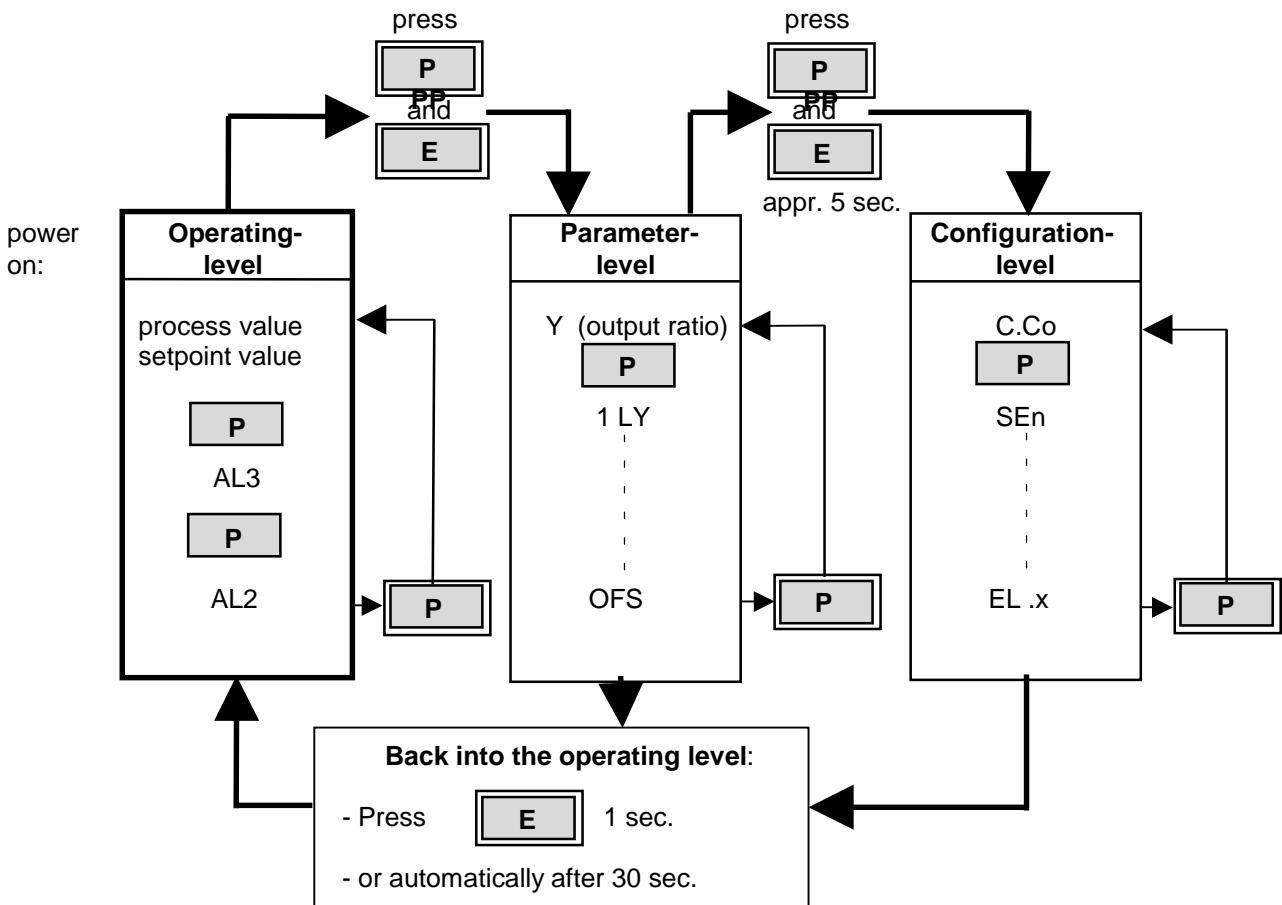 press
P
PP
and
E
press
P
PP
and
E
appr. 5 sec.
power
on:
Operating-
level
process value
setpoint value
P
AL3
P
AL2
P
Parameter-
level
Y (output ratio)
P
1 LY
OFS
P
Configuration-
level
C.Co
P
SEn
EL .x
P
Back into the operating level:
- Press E 1 sec.
- or automatically after 30 sec.